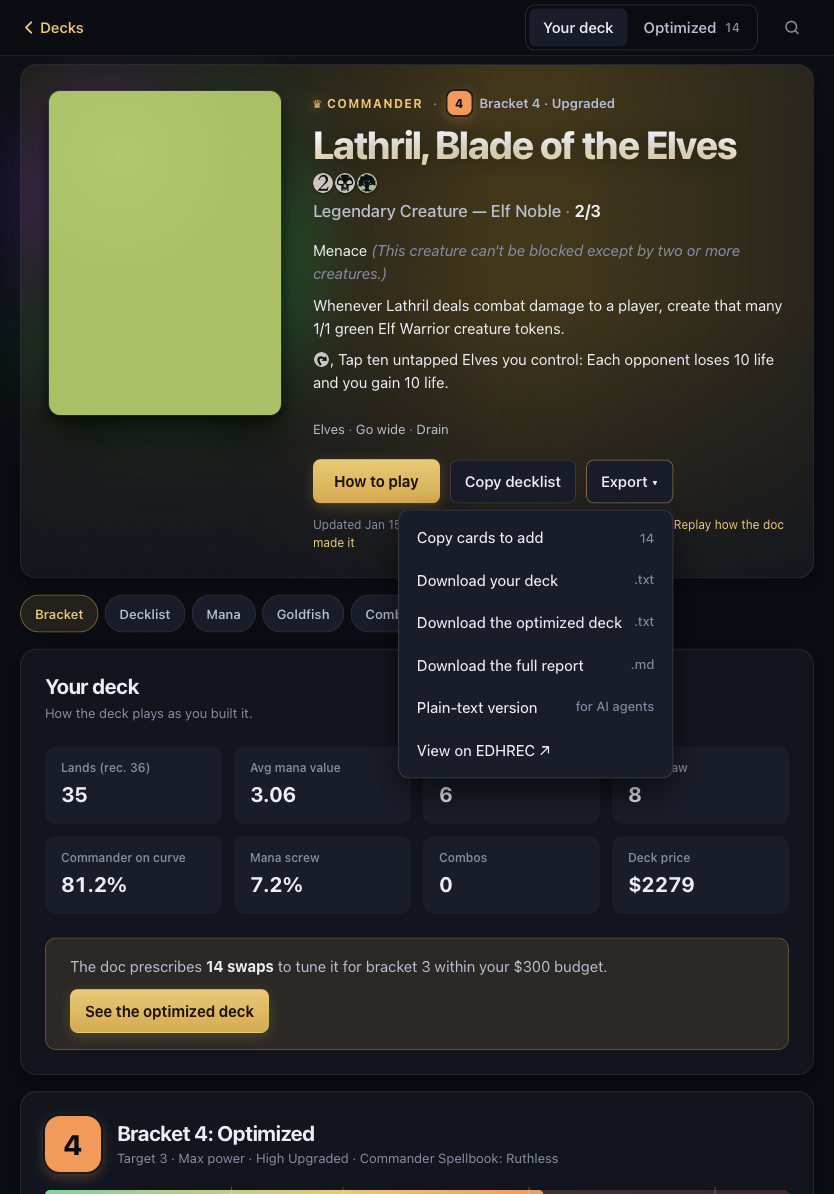 Decks
Your deck
Optimized 14
COMMANDER · 4 Bracket 4 · Upgraded
Lathril, Blade of the Elves
2
Legendary Creature — Elf Noble · 2/3
Menace (This creature can't be blocked except by two or more
creatures.)
Whenever Lathril deals combat damage to a player, create that many
1/1 green Elf Warrior creature tokens.
, Tap ten untapped Elves you control: Each opponent loses 10 life
and you gain 10 life.
Elves · Go wide · Drain
How to play
Copy decklist
Export ▾
Updated Jan 15
Replay how the doc
made it
Copy cards to add 14
Download your deck .txt
Download the optimized deck .txt
Download the full report .md
Plain-text version for AI agents
View on EDHREC ↗
Bracket
Decklist
Mana
Goldfish
Your deck
How the deck plays as you built it.
Lands (rec. 36)
35
Avg mana value
3.06
6
8
Commander on curve
81.2%
Mana screw
7.2%
Combos
0
Deck price
$2279
The doc prescribes 14 swaps to tune it for bracket 3 within your $300 budget.
See the optimized deck
4
Bracket 4: Optimized
Target 3 · Max power · High Upgraded · Commander Spellbook: Ruthless